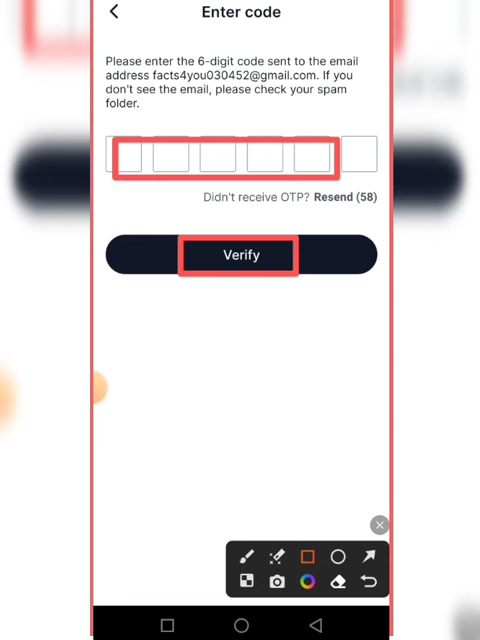 Enter code
Please enter the 6-digit code sent to the email
address facts4you030452@gmail.com. If you
don't see the email, please check your spam
folder.
Didn't receive OTP? Resend (58)
Verify